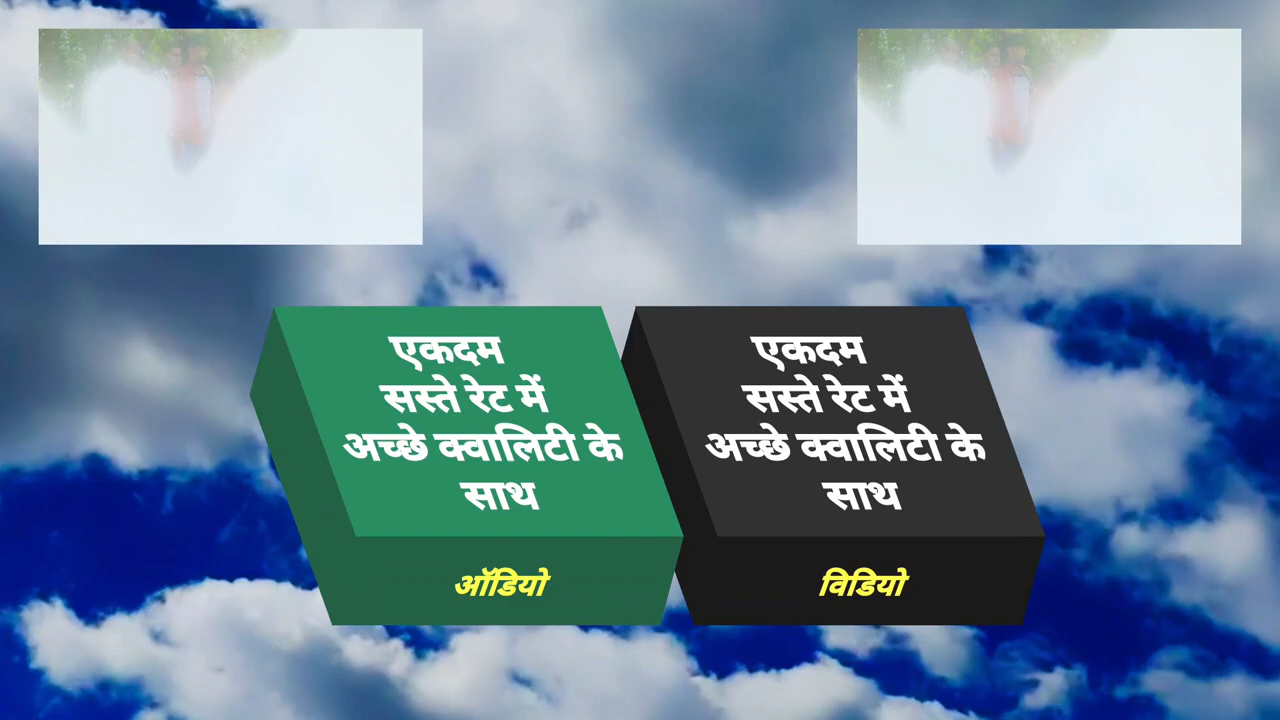 एकदम
सस्ते रेट में
अच्छे क्वालिटी के
साथ
ऑडियो
एकदम
सस्ते रेट में
अच्छे क्वालिटी के
साथ
विडियो